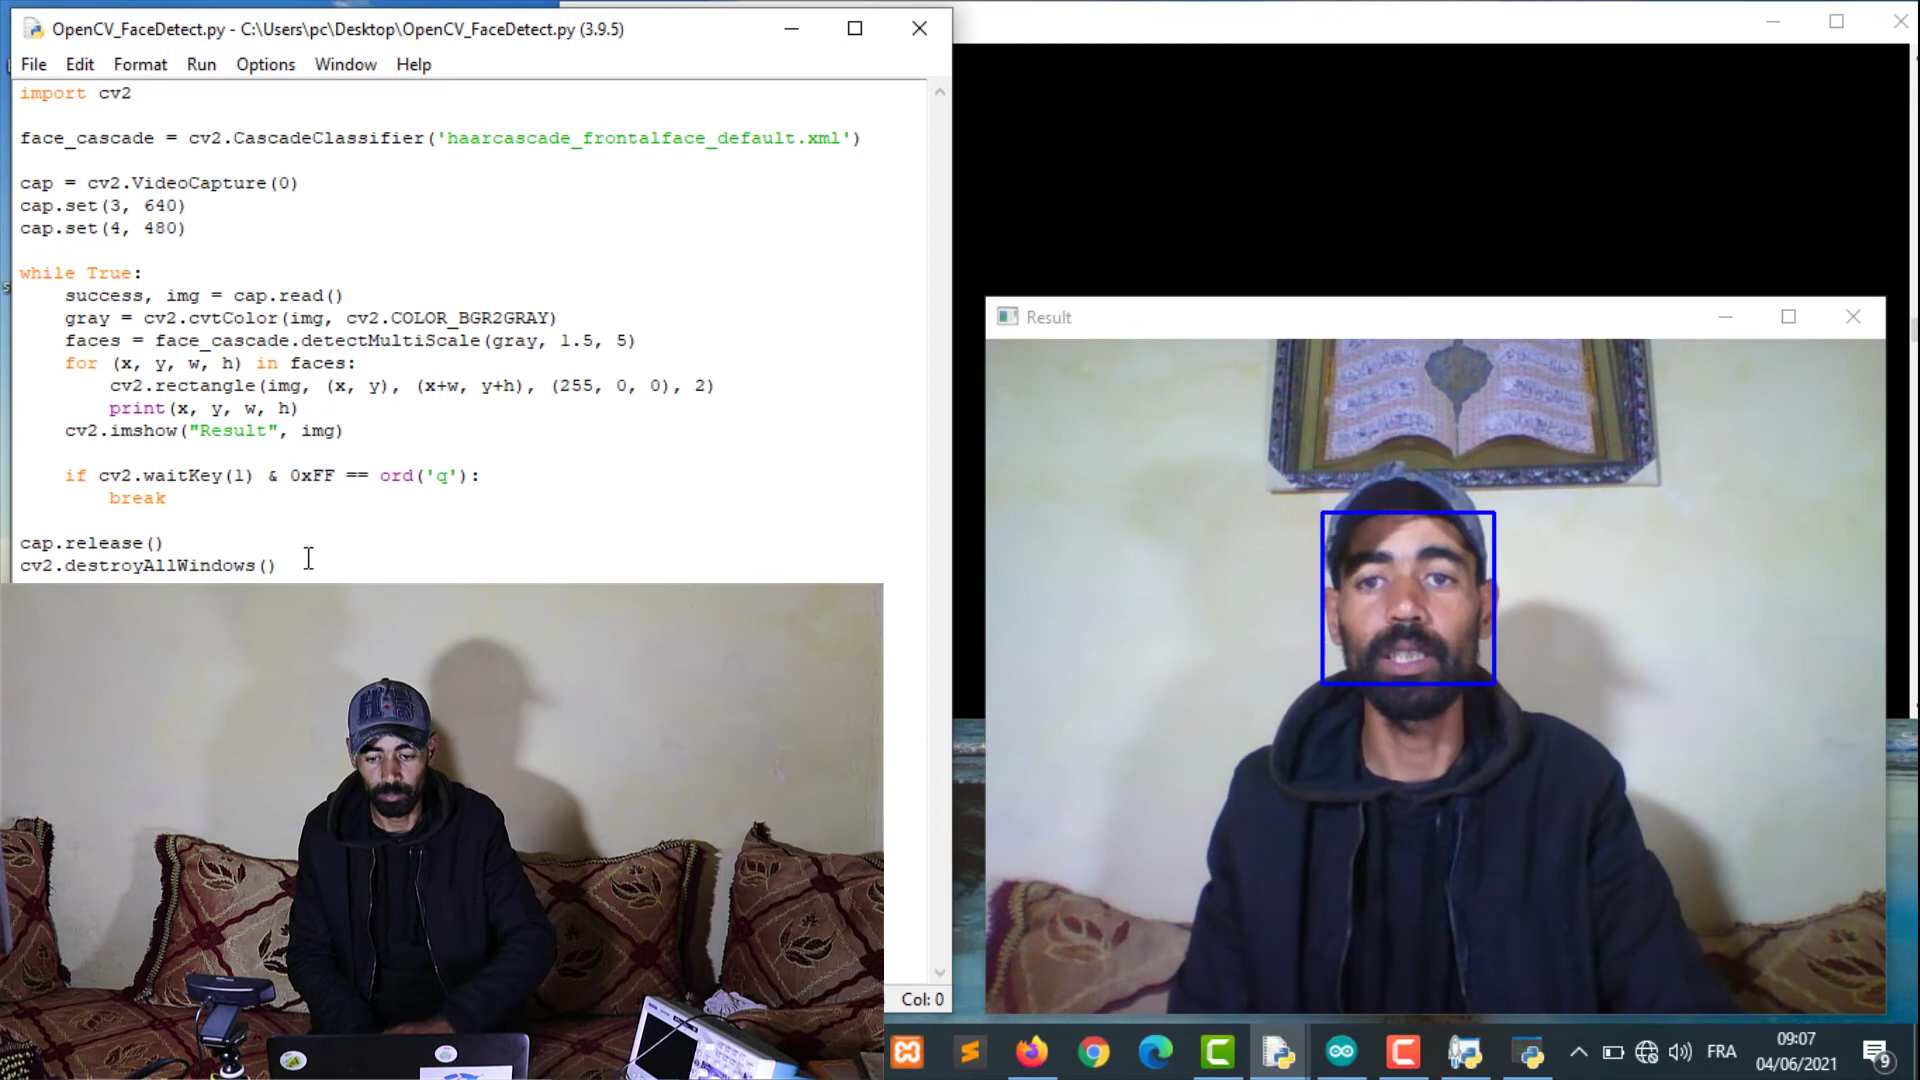 OpenCV_FaceDetect.py - C:\Users\pc\Desktop\OpenCV_FaceDetect.py (3.9.5)
File Edit Format Run Options Window Help
import cv2
face_cascade = cv2.CascadeClassifier('haarcascade_frontalface_default.xml')
cap = cv2.VideoCapture(0)
cap.set(3, 640)
cap.set(4, 480)
while True:
    success, img = cap.read()
    gray = cv2.cvtColor(img, cv2.COLOR_BGR2GRAY)
    faces = face_cascade.detectMultiScale(gray, 1.5, 5)
    for (x, y, w, h) in faces:
        cv2.rectangle(img, (x, y), (x+w, y+h), (255, 0, 0), 2)
        print(x, y, w, h)
    cv2.imshow("Result", img)
    if cv2.waitKey(1) & 0xFF == ord('q'):
        break
cap.release()
cv2.destroyAllWindows()
Col: 0
Result
H
FRA
09:07
04/06/2021
9